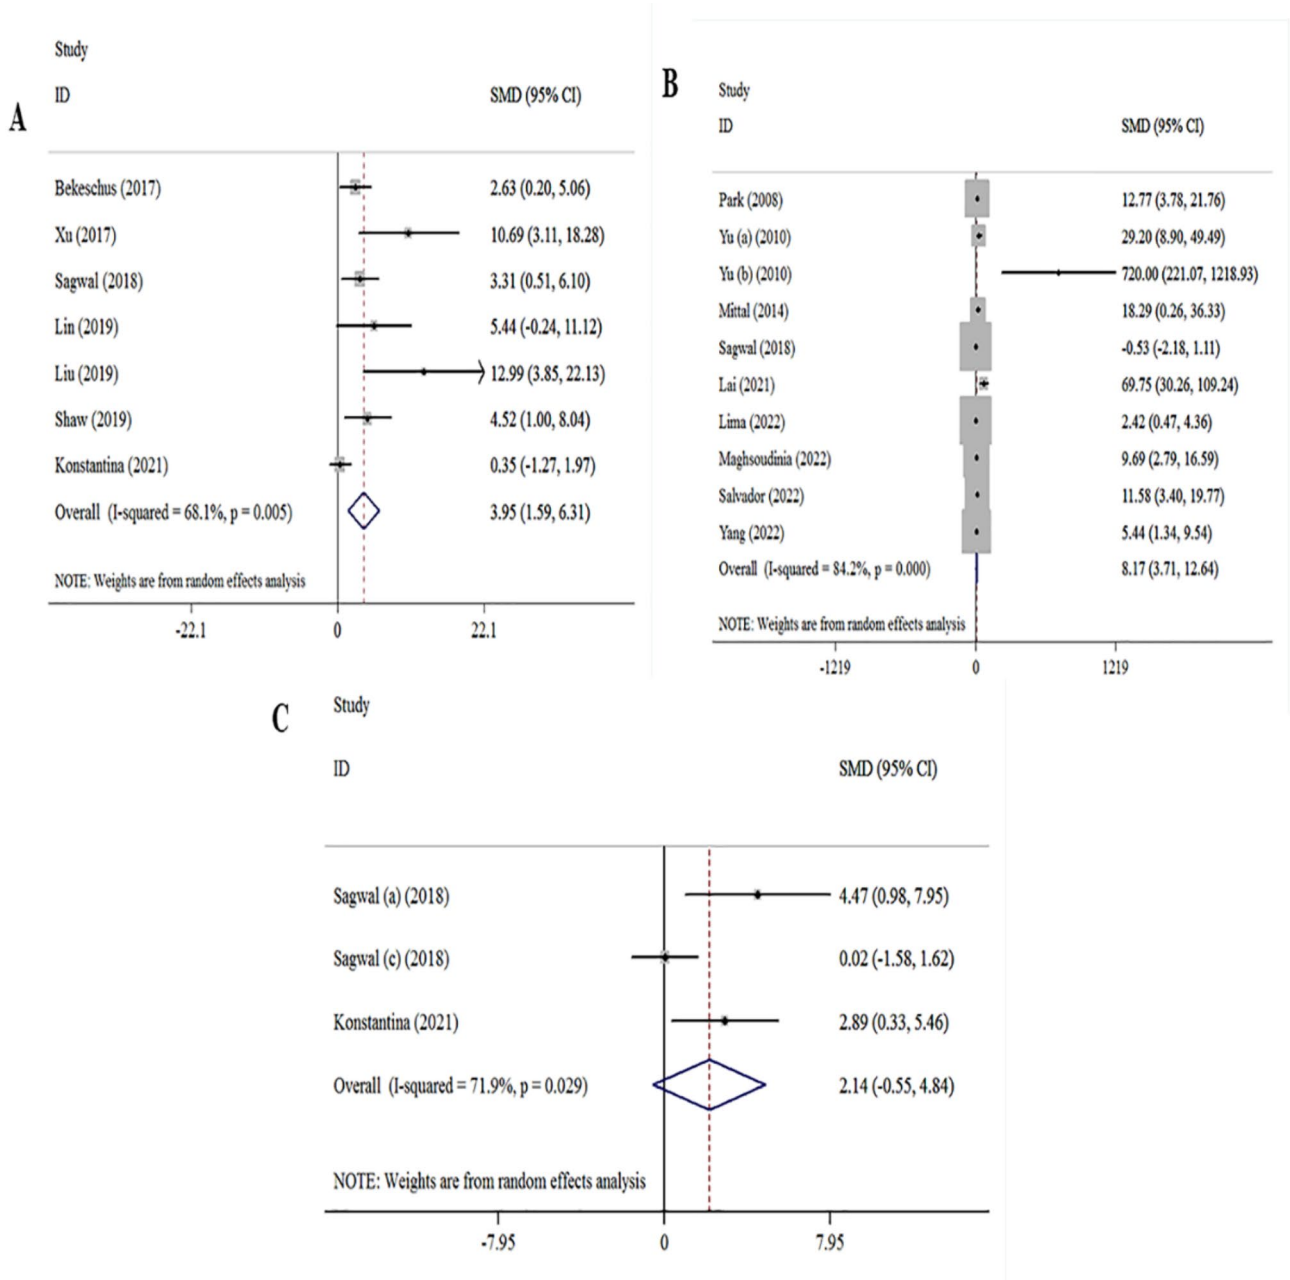 A
Study
ID SMD (95% CI)
Bekeschus (2017) 2.63 (0.20, 5.06)
Xu (2017) 10.69 (3.11, 18.28)
Sagwal (2018) 3.31 (0.51, 6.10)
Lin (2019) 5.44 (-0.24, 11.12)
Liu (2019) 12.99 (3.85, 22.13)
Shaw (2019) 4.52 (1.00, 8.04)
Konstantina (2021) 0.35 (-1.27, 1.97)
Overall (I-squared = 68.1%, p = 0.005) 3.95 (1.59, 6.31)
NOTE: Weights are from random effects analysis
-22.1 0 22.1
B
Study
ID SMD (95% CI)
Park (2008) 12.77 (3.78, 21.76)
Yu (a) (2010) 29.20 (8.90, 49.49)
Yu (b) (2010) 720.00 (221.07, 1218.93)
Mittal (2014) 18.29 (0.26, 36.33)
Sagwal (2018) -0.53 (-2.18, 1.11)
Lai (2021) 69.75 (30.26, 109.24)
Lima (2022) 2.42 (0.47, 4.36)
Maghsoudinia (2022) 9.69 (2.79, 16.59)
Salvador (2022) 11.58 (3.40, 19.77)
Yang (2022) 5.44 (1.34, 9.54)
Overall (I-squared = 84.2%, p = 0.000) 8.17 (3.71, 12.64)
NOTE: Weights are from random effects analysis
-1219 0 1219
C
Study
ID SMD (95% CI)
Sagwal (a) (2018) 4.47 (0.98, 7.95)
Sagwal (c) (2018) 0.02 (-1.58, 1.62)
Konstantina (2021) 2.89 (0.33, 5.46)
Overall (I-squared = 71.9%, p = 0.029) 2.14 (-0.55, 4.84)
NOTE: Weights are from random effects analysis
-7.95 0 7.95